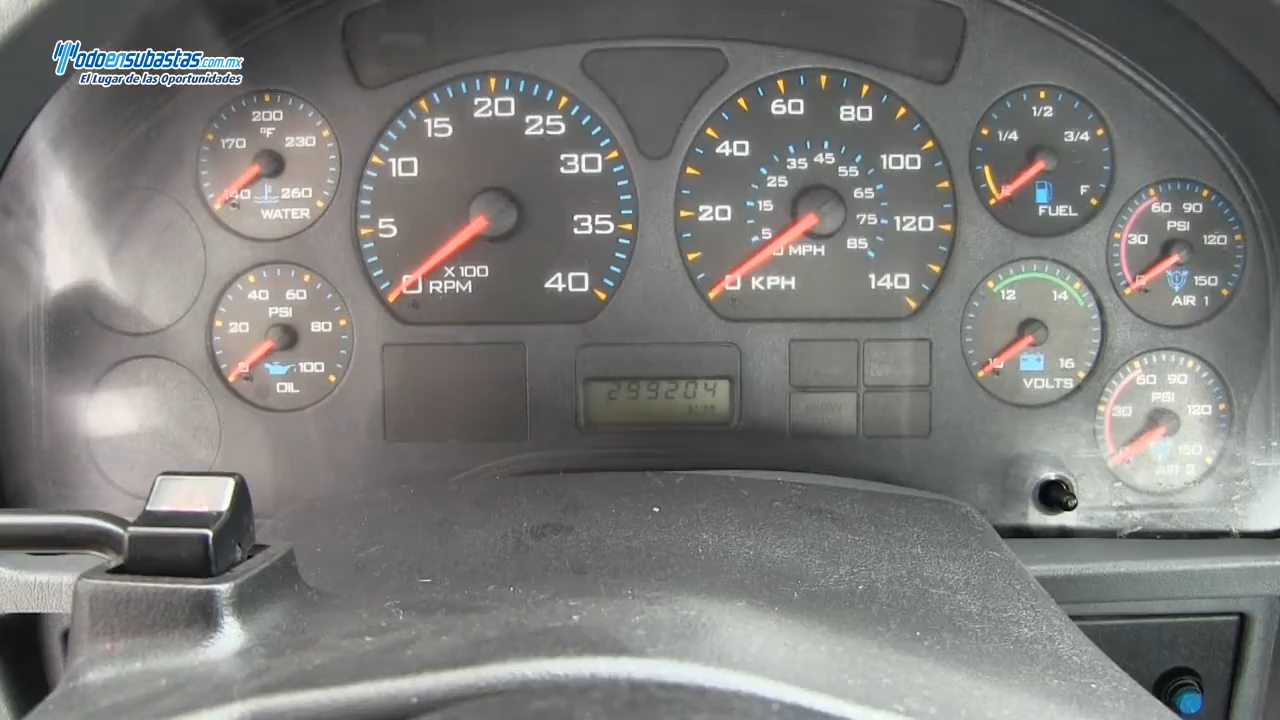 Todoensubastas.com.mx
El Lugar de las Oportunidades
140 170 200 230 260
°F
WATER
0 20 40 60 80 100
PSI
OIL
0 5 10 15 20 25 30 35 40
X 100
RPM
0 20 40 60 80 100 120 140
KPH
5 15 25 35 45 55 65 75 85
MPH
299204
1/4 1/2 3/4 F
FUEL
10 12 14 16
VOLTS
0 30 60 90 120 150
PSI
AIR 1
30 60 90 120 150
PSI
AIR 2